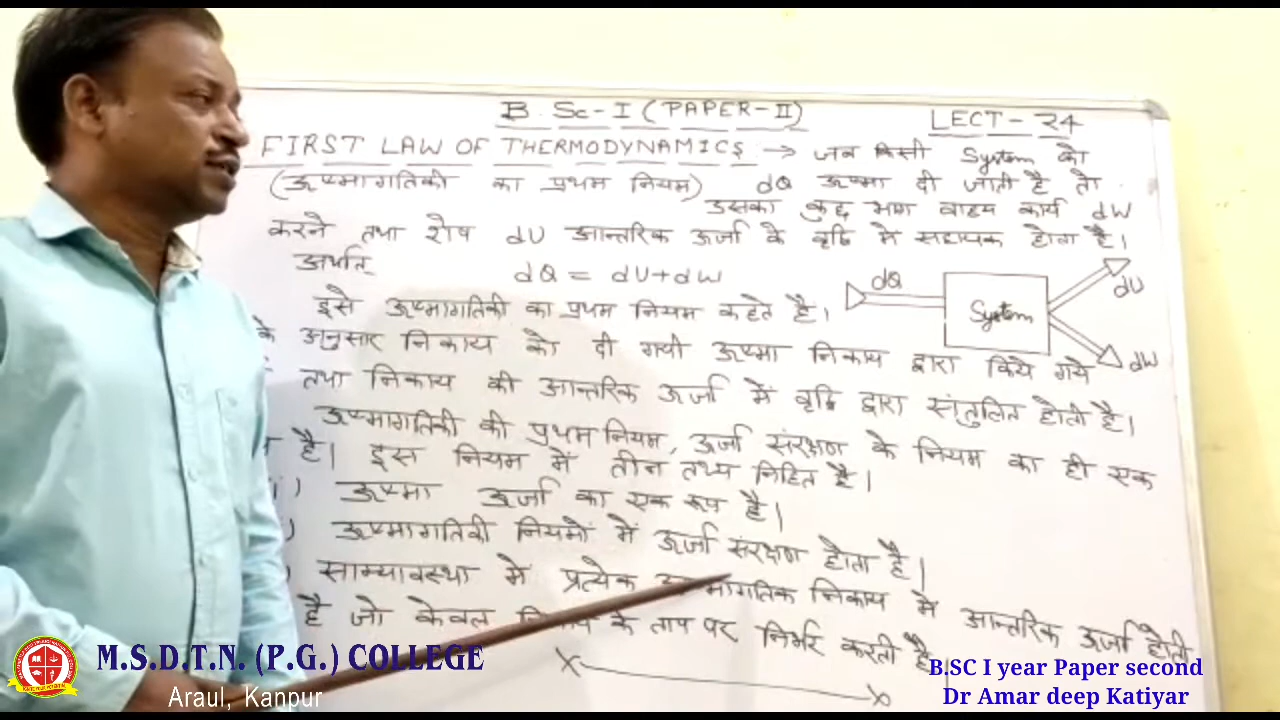 B.Sc-I (PAPER-II)
LECT-24
FIRST LAW OF THERMODYNAMICS → जब किसी System को
(ऊष्मागतिकी का प्रथम नियम) dQ ऊष्मा दी जाती है तो
उसका कुछ भाग वाह्य कार्य dW
करने तथा शेष dU आन्तरिक ऊर्जा के वृद्धि में सहायक होता है।
अर्थात् dQ = dU+dW
dQ
System
dU
dW
इसे ऊष्मागतिकी का प्रथम नियम कहते है।
के अनुसार निकाय को दी गयी ऊष्मा निकाय द्वारा किये गये
तथा निकाय की आन्तरिक ऊर्जा में वृद्धि द्वारा संतुलित होती है।
ऊष्मागतिकी की प्रथम नियम, ऊर्जा संरक्षण के नियम का ही एक
है। इस नियम में तीन तथ्य निहित है।
ऊष्मा ऊर्जा का एक रूप है।
ऊष्मागतिकी नियमों में ऊर्जा संरक्षण होता है।
साम्यावस्था में प्रत्येक निकाय में आन्तरिक ऊर्जा होती
है जो केवल के ताप पर निर्भर करती है
M.S.D.T.N. (P.G.) COLLEGE
Araul, Kanpur
B.SC I year Paper second
Dr Amar deep Katiyar